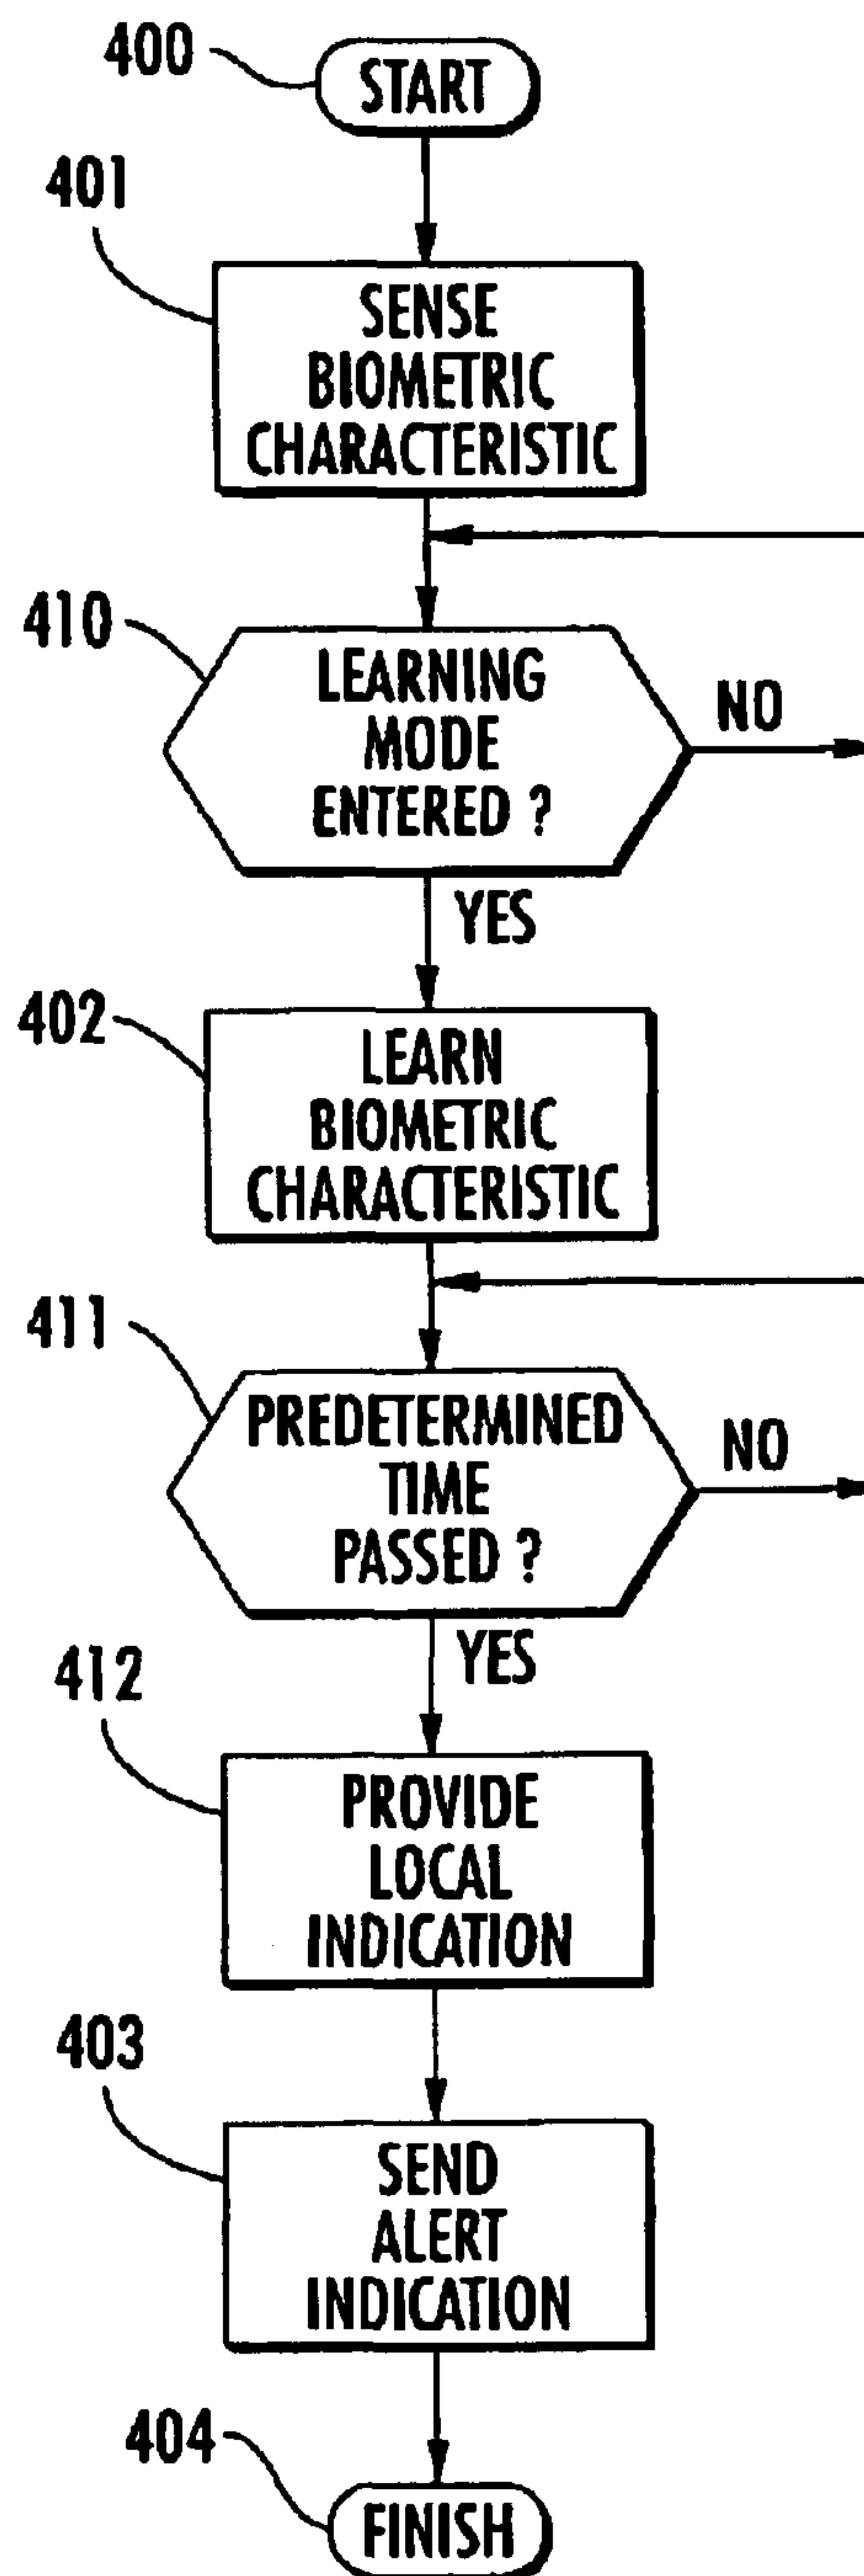 400
START
401
SENSE
BIOMETRIC
CHARACTERISTIC
410
LEARNING
MODE
ENTERED ?
NO
YES
402
LEARN
BIOMETRIC
CHARACTERISTIC
411
PREDETERMINED
TIME
PASSED ?
NO
YES
412
PROVIDE
LOCAL
INDICATION
403
SEND
ALERT
INDICATION
404
FINISH